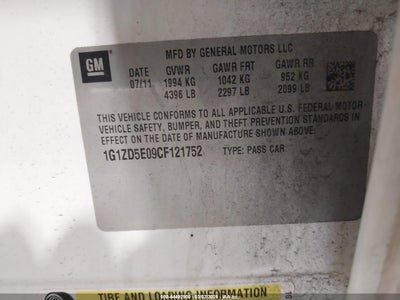 GM
MFD BY GENERAL MOTORS LLC
DATE GVWR GAWR FRT GAWR RR
07/11 1994 KG 1042 KG 952 KG
4396 LB 2297 LB 2099 LB
THIS VEHICLE CONFORMS TO ALL APPLICABLE U.S. FEDERAL MOTOR
VEHICLE SAFETY, BUMPER, AND THEFT PREVENTION STANDARDS IN
EFFECT ON THE DATE OF MANUFACTURE SHOWN ABOVE.
1G1ZD5E09CF121752 TYPE: PASS CAR
TIRE AND LOADING INFORMATION